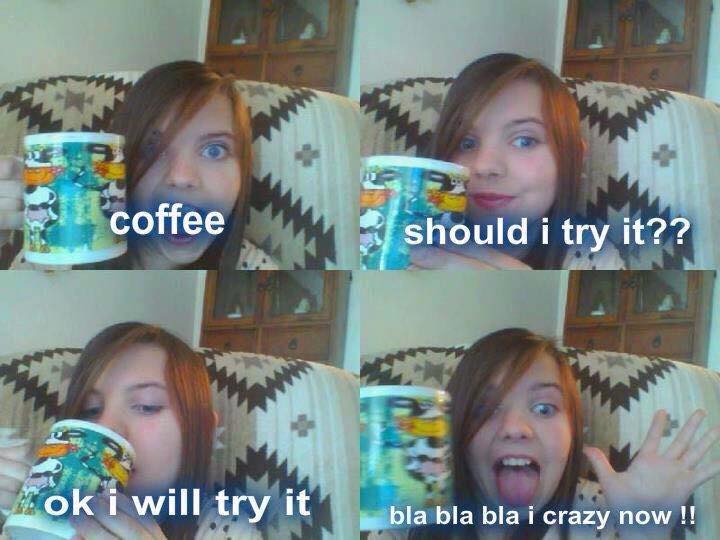 coffee
should i try it??
ok i will try it
bla bla bla i crazy now !!